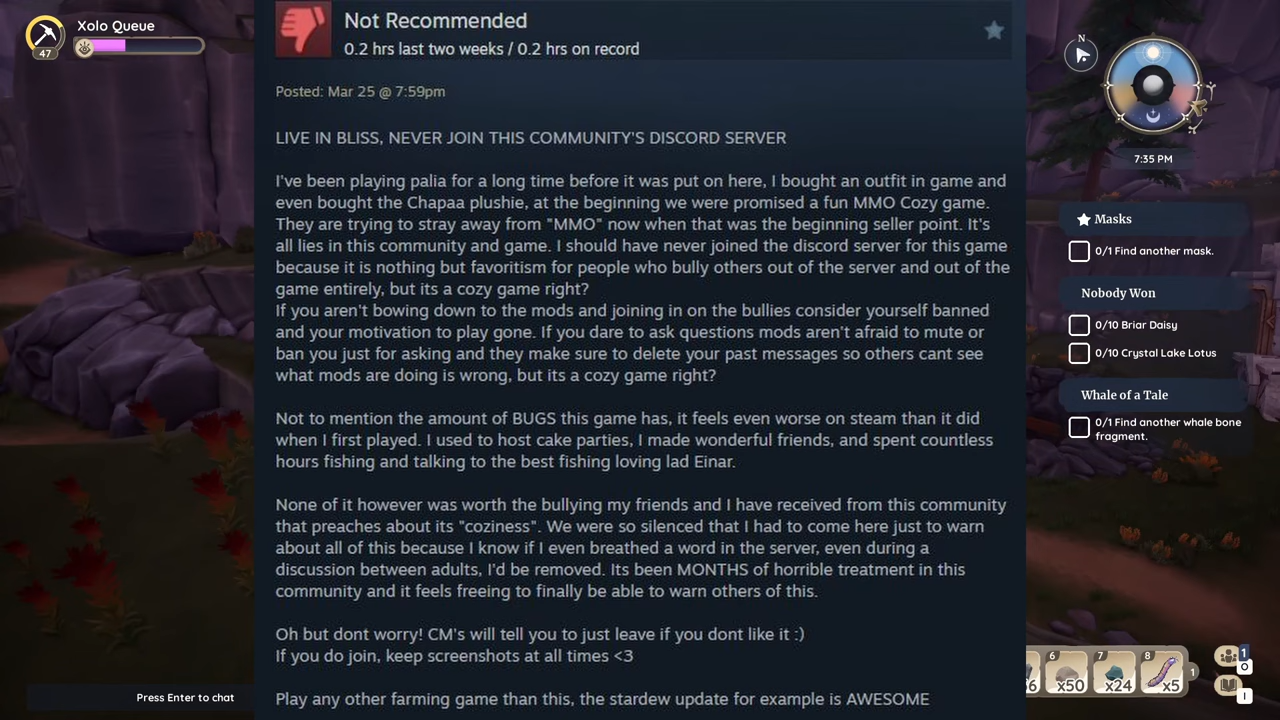 Xolo Queue
47
Not Recommended
0.2 hrs last two weeks / 0.2 hrs on record
Posted: Mar 25 @ 7:59pm
LIVE IN BLISS, NEVER JOIN THIS COMMUNITY'S DISCORD SERVER
I've been playing palia for a long time before it was put on here, I bought an outfit in game and
even bought the Chapaa plushie, at the beginning we were promised a fun MMO Cozy game.
They are trying to stray away from "MMO" now when that was the beginning seller point. It's
all lies in this community and game. I should have never joined the discord server for this game
because it is nothing but favoritism for people who bully others out of the server and out of the
game entirely, but its a cozy game right?
If you aren't bowing down to the mods and joining in on the bullies consider yourself banned
and your motivation to play gone. If you dare to ask questions mods aren't afraid to mute or
ban you just for asking and they make sure to delete your past messages so others cant see
what mods are doing is wrong, but its a cozy game right?
Not to mention the amount of BUGS this game has, it feels even worse on steam than it did
when I first played. I used to host cake parties, I made wonderful friends, and spent countless
hours fishing and talking to the best fishing loving lad Einar.
None of it however was worth the bullying my friends and I have received from this community
that preaches about its "coziness". We were so silenced that I had to come here just to warn
about all of this because I know if I even breathed a word in the server, even during a
discussion between adults, I'd be removed. Its been MONTHS of horrible treatment in this
community and it feels freeing to finally be able to warn others of this.
Oh but dont worry! CM's will tell you to just leave if you dont like it :)
If you do join, keep screenshots at all times <3
Play any other farming game than this, the stardew update for example is AWESOME
N
7:35 PM
Masks
0/1 Find another mask.
Nobody Won
0/10 Briar Daisy
0/10 Crystal Lake Lotus
Whale of a Tale
0/1 Find another whale bone
fragment.
Press Enter to chat
6
7
8
x50
x24
x5
1
1
O
I